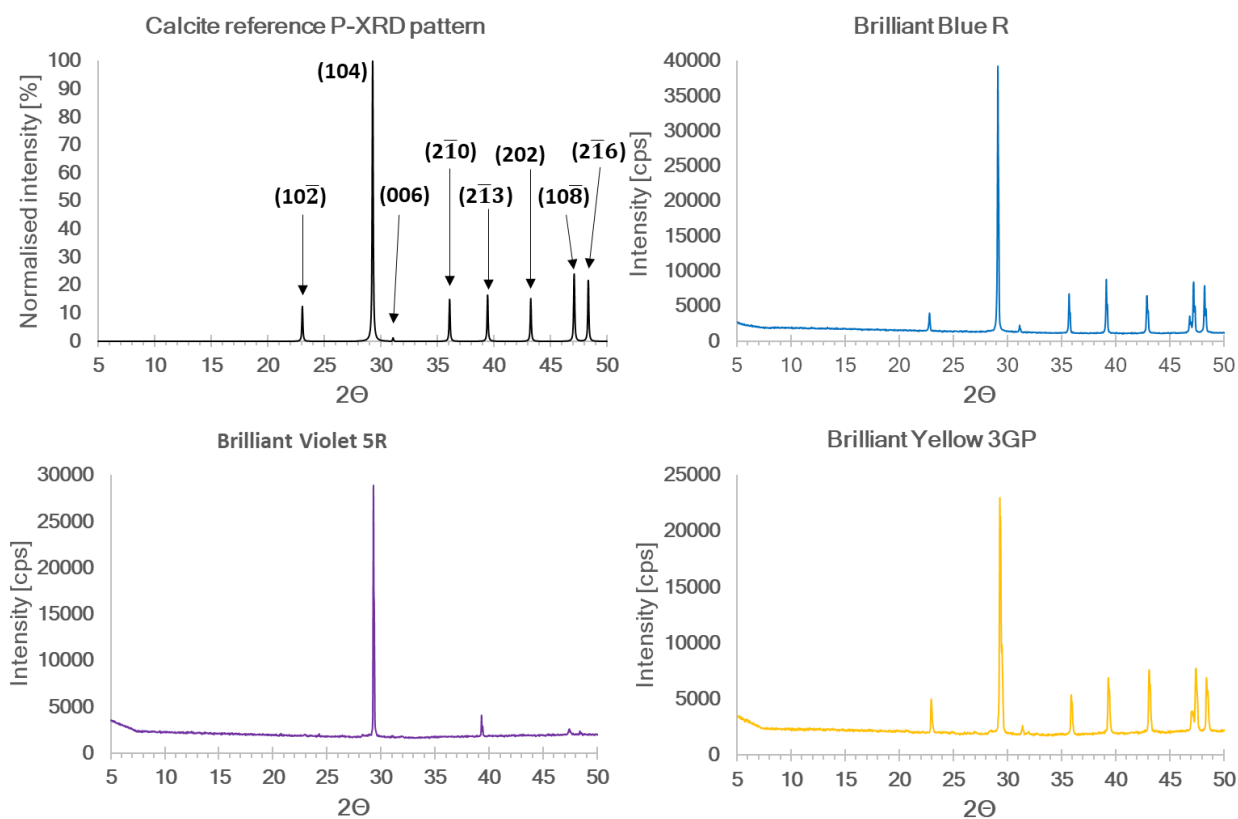 Calcite reference P-XRD pattern
Normalised intensity [%]
100
90
80
70
60
50
40
30
20
10
0
(104)
(102̅)
(006)
(21̅0)
(21̅3)
(202)
(108̅)
(21̅6)
5 10 15 20 25 30 35 40 45 50
2Θ
Brilliant Blue R
Intensity [cps]
40000
35000
30000
25000
20000
15000
10000
5000
0
5 10 15 20 25 30 35 40 45 50
2Θ
Brilliant Violet 5R
Intensity [cps]
30000
25000
20000
15000
10000
5000
0
5 10 15 20 25 30 35 40 45 50
2Θ
Brilliant Yellow 3GP
Intensity [cps]
25000
20000
15000
10000
5000
0
5 10 15 20 25 30 35 40 45 50
2Θ